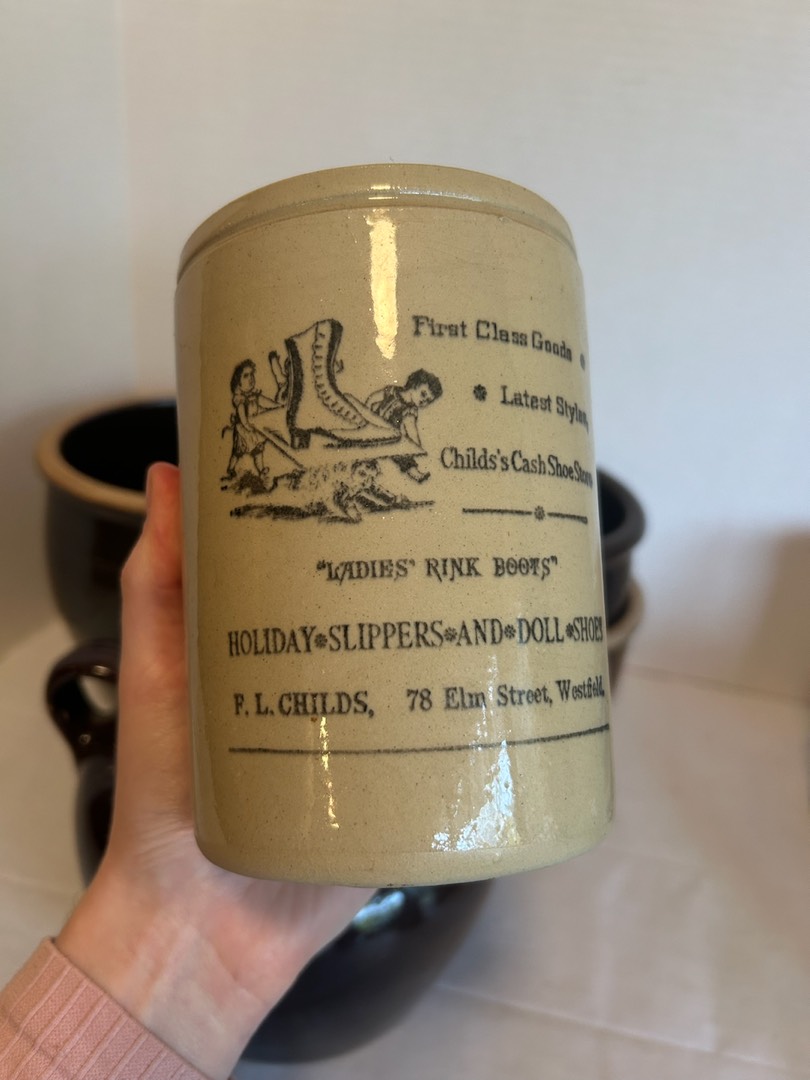 First Class Goods
Latest Styles,
Childs's Cash Shoe Store
"LADIES' RINK BOOTS"
HOLIDAY SLIPPERS AND DOLL SHOES
F. L. CHILDS, 78 Elm Street, Westfield.